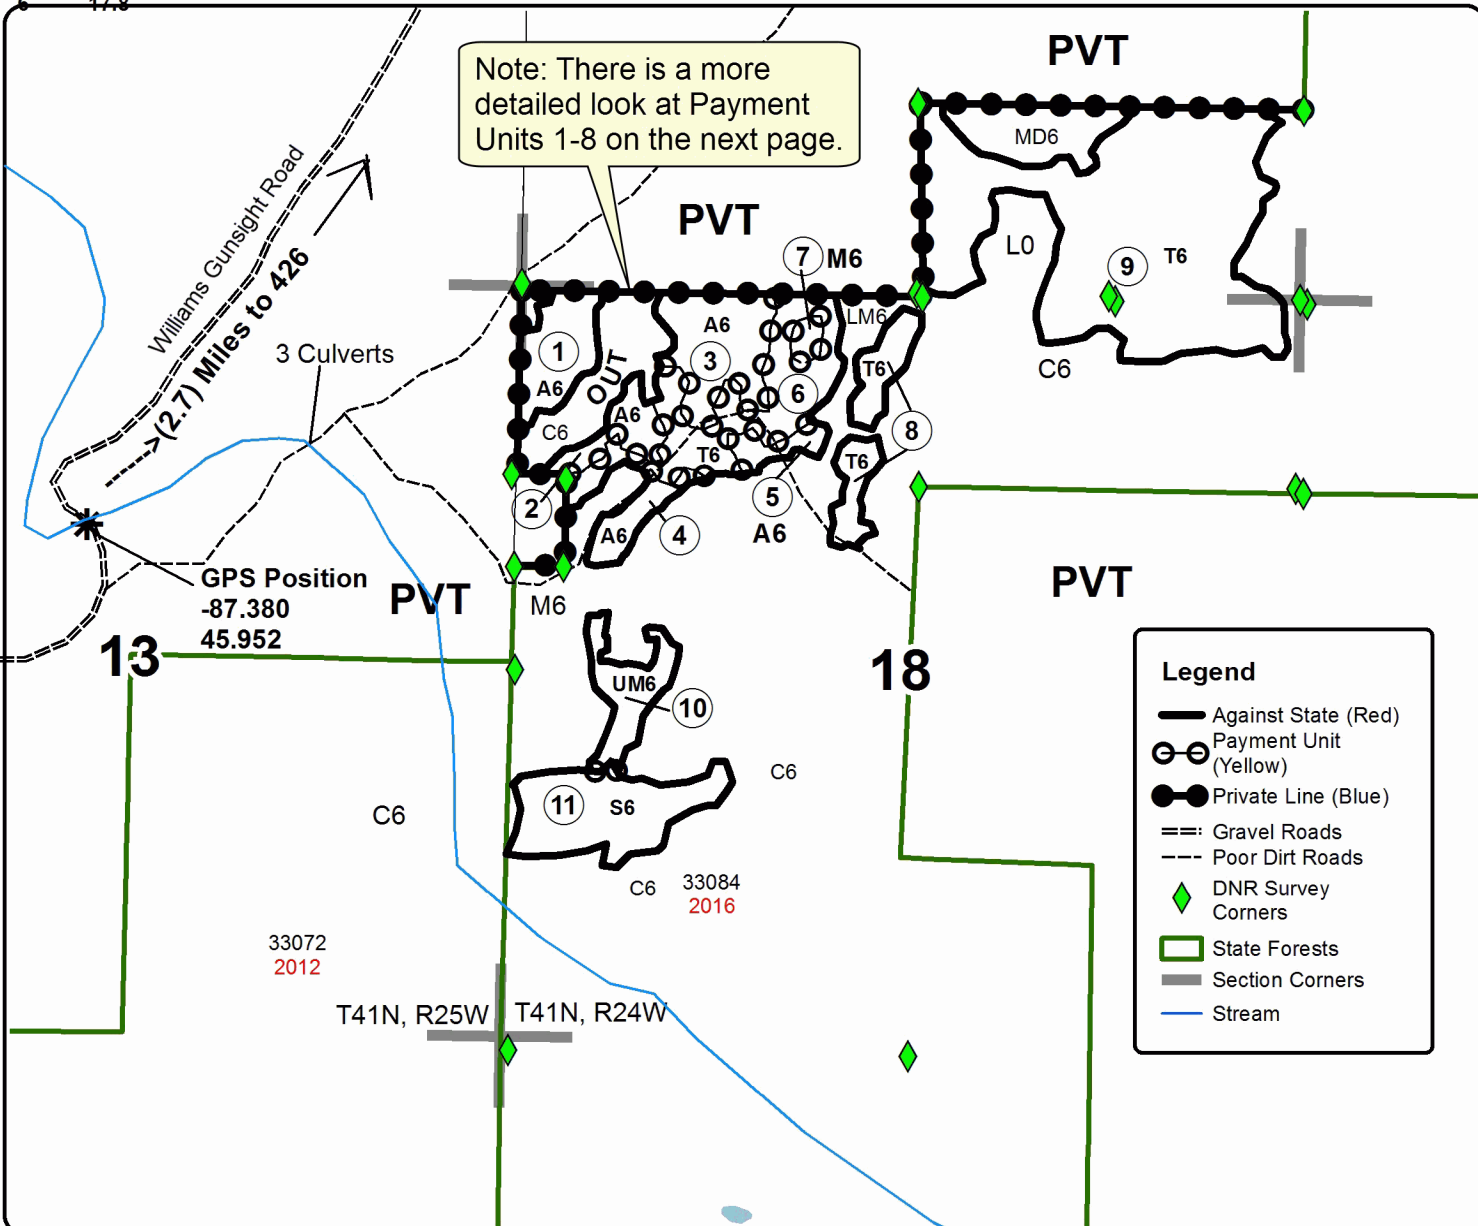 17.8
PVT
Note: There is a more
detailed look at Payment
Units 1-8 on the next page.
MD6
Williams Gunsight Road
PVT
7 M6
L0
9
T6
(2.7) Miles to 426
LM6
A6
3 Culverts
1
OUT
3
T6
C6
A6
6
A6
C6
8
T6
T6
2
5
A6
4
A6
GPS Position
-87.380
45.952
PVT
M6
PVT
13
18
UM6
10
11
S6
C6
C6
C6
33084
2016
33072
2012
T41N, R25W
T41N, R24W
Legend
Against State (Red)
Payment Unit
(Yellow)
Private Line (Blue)
Gravel Roads
Poor Dirt Roads
DNR Survey
Corners
State Forests
Section Corners
Stream